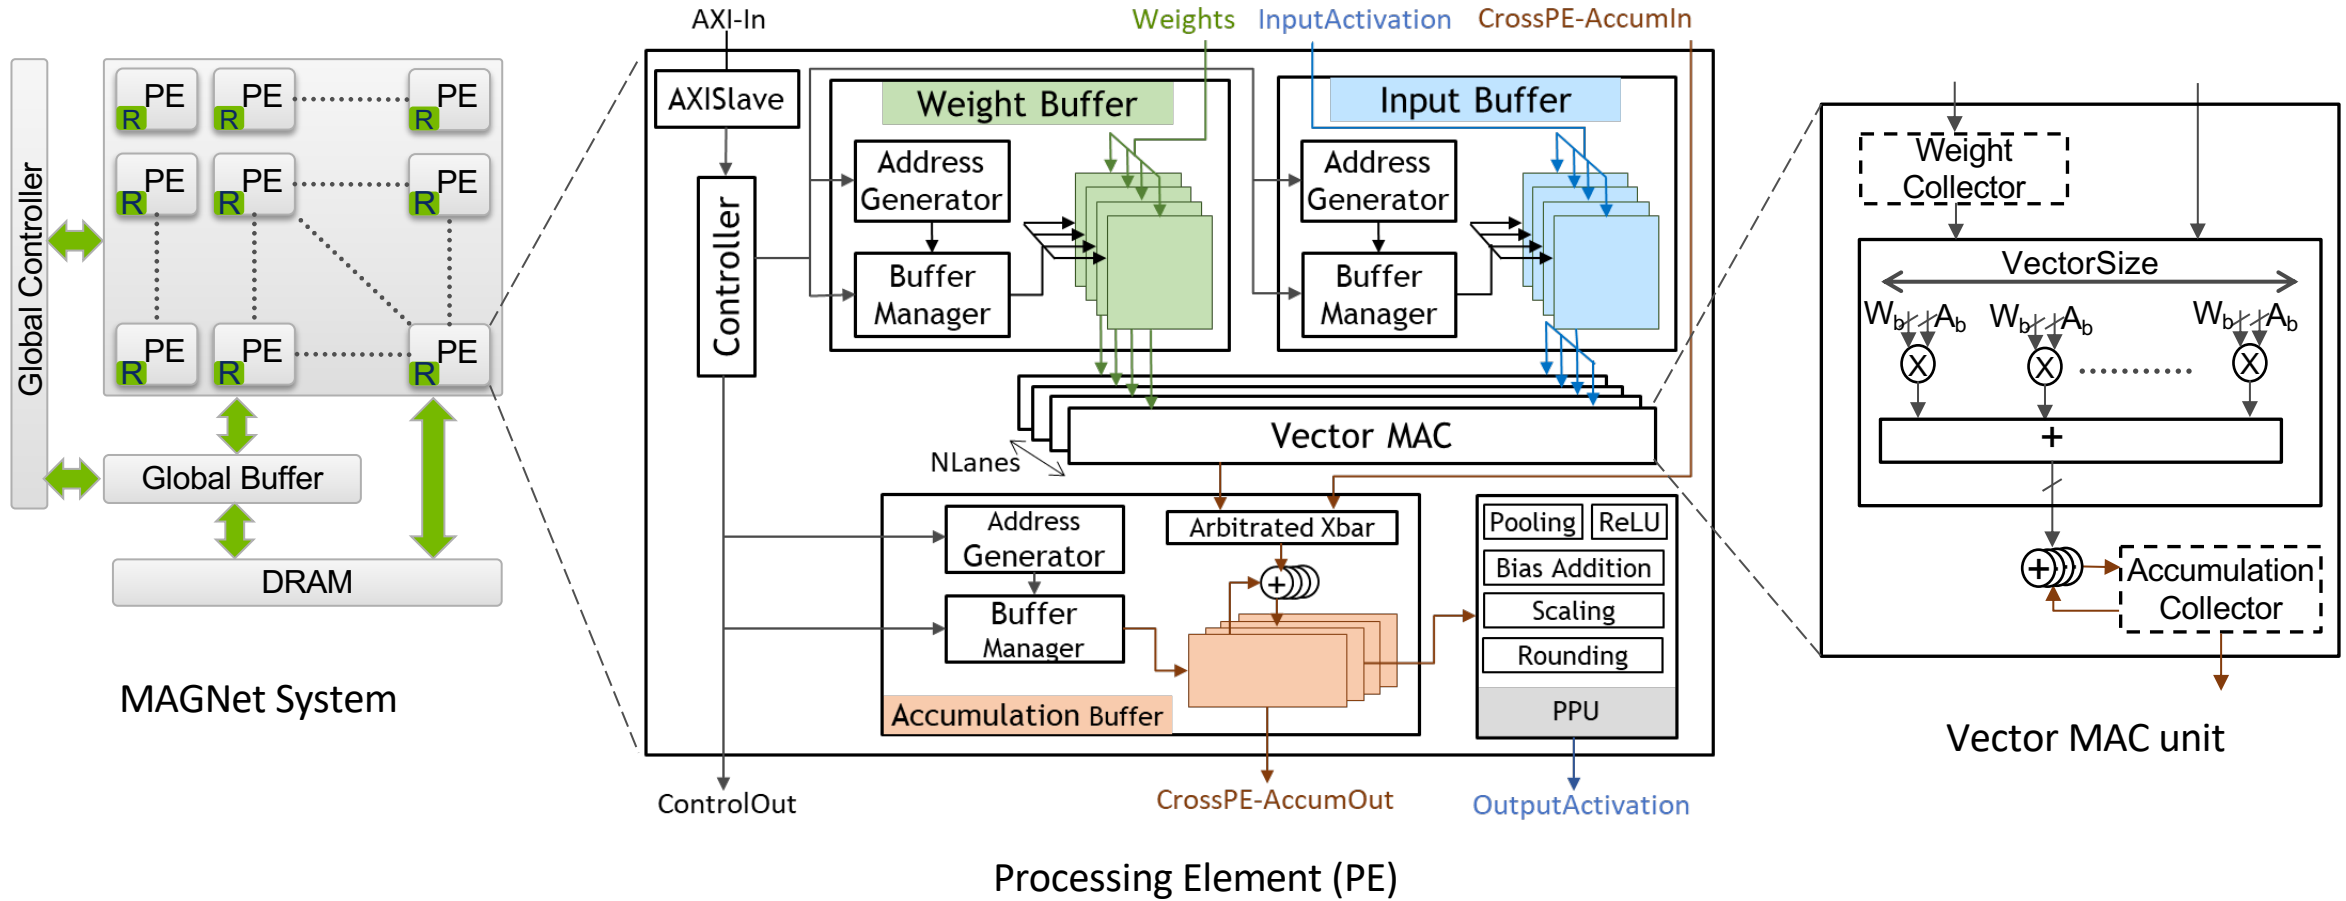 Global Controller
PE
R
PE
R
PE
R
PE
R
PE
R
PE
R
PE
R
PE
R
PE
R
Global Buffer
DRAM
MAGNet System
AXI-In
Weights
InputActivation
CrossPE-AccumIn
AXISlave
Controller
Weight Buffer
Address
Generator
Buffer
Manager
Input Buffer
Address
Generator
Buffer
Manager
Vector MAC
NLanes
Address
Generator
Buffer
Manager
Arbitrated Xbar
+
Accumulation Buffer
Pooling
ReLU
Bias Addition
Scaling
Rounding
PPU
ControlOut
CrossPE-AccumOut
OutputActivation
Processing Element (PE)
Weight
Collector
VectorSize
Wb Ab
Wb Ab
Wb Ab
X
X
X
+
+
Accumulation
Collector
Vector MAC unit